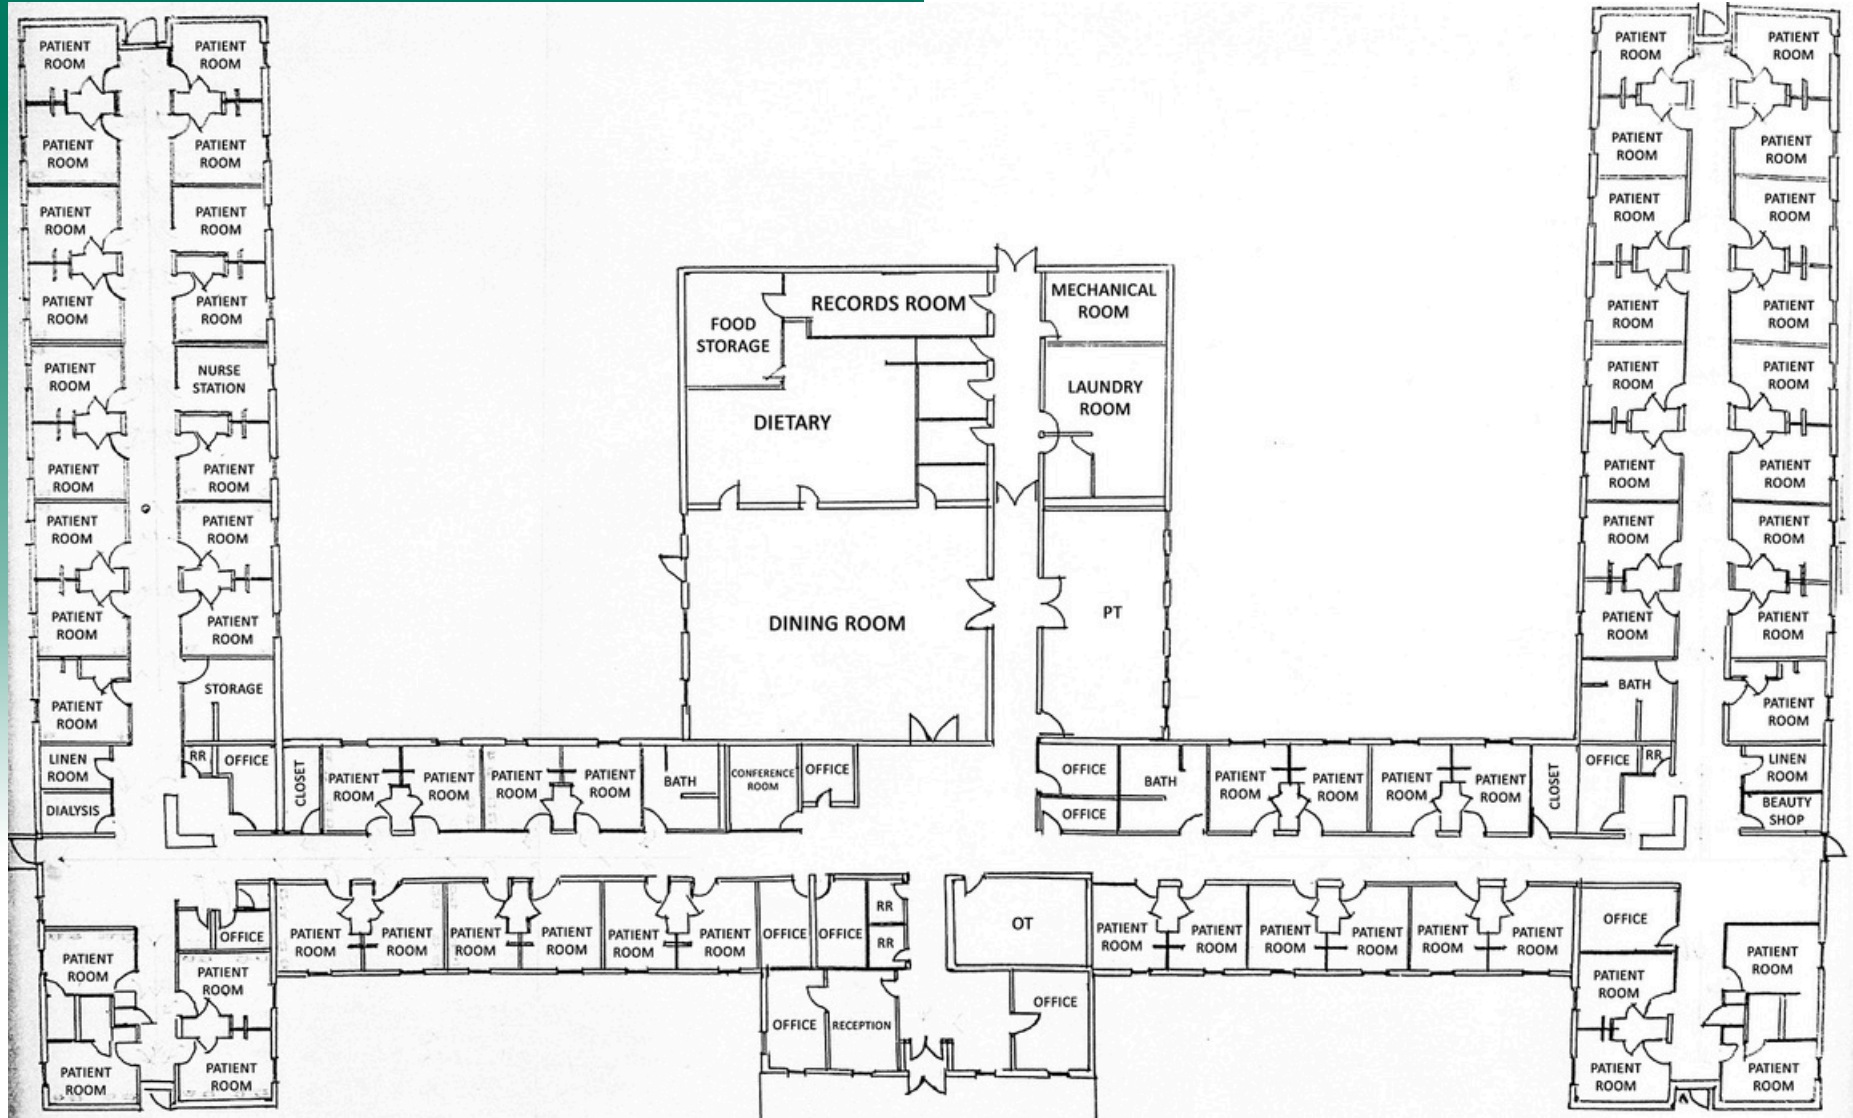 PATIENT
ROOM
PATIENT
ROOM
PATIENT
ROOM
PATIENT
ROOM
PATIENT
ROOM
PATIENT
ROOM
PATIENT
ROOM
PATIENT
ROOM
PATIENT
ROOM
LINEN
ROOM
DIALYSIS
PATIENT
ROOM
PATIENT
ROOM
PATIENT
ROOM
PATIENT
ROOM
PATIENT
ROOM
PATIENT
ROOM
NURSE
STATION
PATIENT
ROOM
PATIENT
ROOM
PATIENT
ROOM
STORAGE
RR
OFFICE
OFFICE
PATIENT
ROOM
PATIENT
ROOM
CLOSET
PATIENT
ROOM
PATIENT
ROOM
PATIENT
ROOM
PATIENT
ROOM
BATH
CONFERENCE
ROOM
OFFICE
PATIENT
ROOM
PATIENT
ROOM
PATIENT
ROOM
PATIENT
ROOM
PATIENT
ROOM
PATIENT
ROOM
OFFICE
OFFICE
RR
RR
OFFICE
RECEPTION
FOOD
STORAGE
RECORDS ROOM
DIETARY
DINING ROOM
MECHANICAL
ROOM
LAUNDRY
ROOM
PT
OFFICE
OFFICE
BATH
PATIENT
ROOM
PATIENT
ROOM
PATIENT
ROOM
PATIENT
ROOM
CLOSET
OT
OFFICE
PATIENT
ROOM
PATIENT
ROOM
PATIENT
ROOM
PATIENT
ROOM
PATIENT
ROOM
PATIENT
ROOM
PATIENT
ROOM
PATIENT
ROOM
PATIENT
ROOM
PATIENT
ROOM
PATIENT
ROOM
PATIENT
ROOM
PATIENT
ROOM
PATIENT
ROOM
BATH
OFFICE
RR
OFFICE
PATIENT
ROOM
PATIENT
ROOM
PATIENT
ROOM
PATIENT
ROOM
PATIENT
ROOM
PATIENT
ROOM
PATIENT
ROOM
PATIENT
ROOM
PATIENT
ROOM
PATIENT
ROOM
PATIENT
ROOM
LINEN
ROOM
BEAUTY
SHOP
PATIENT
ROOM
PATIENT
ROOM